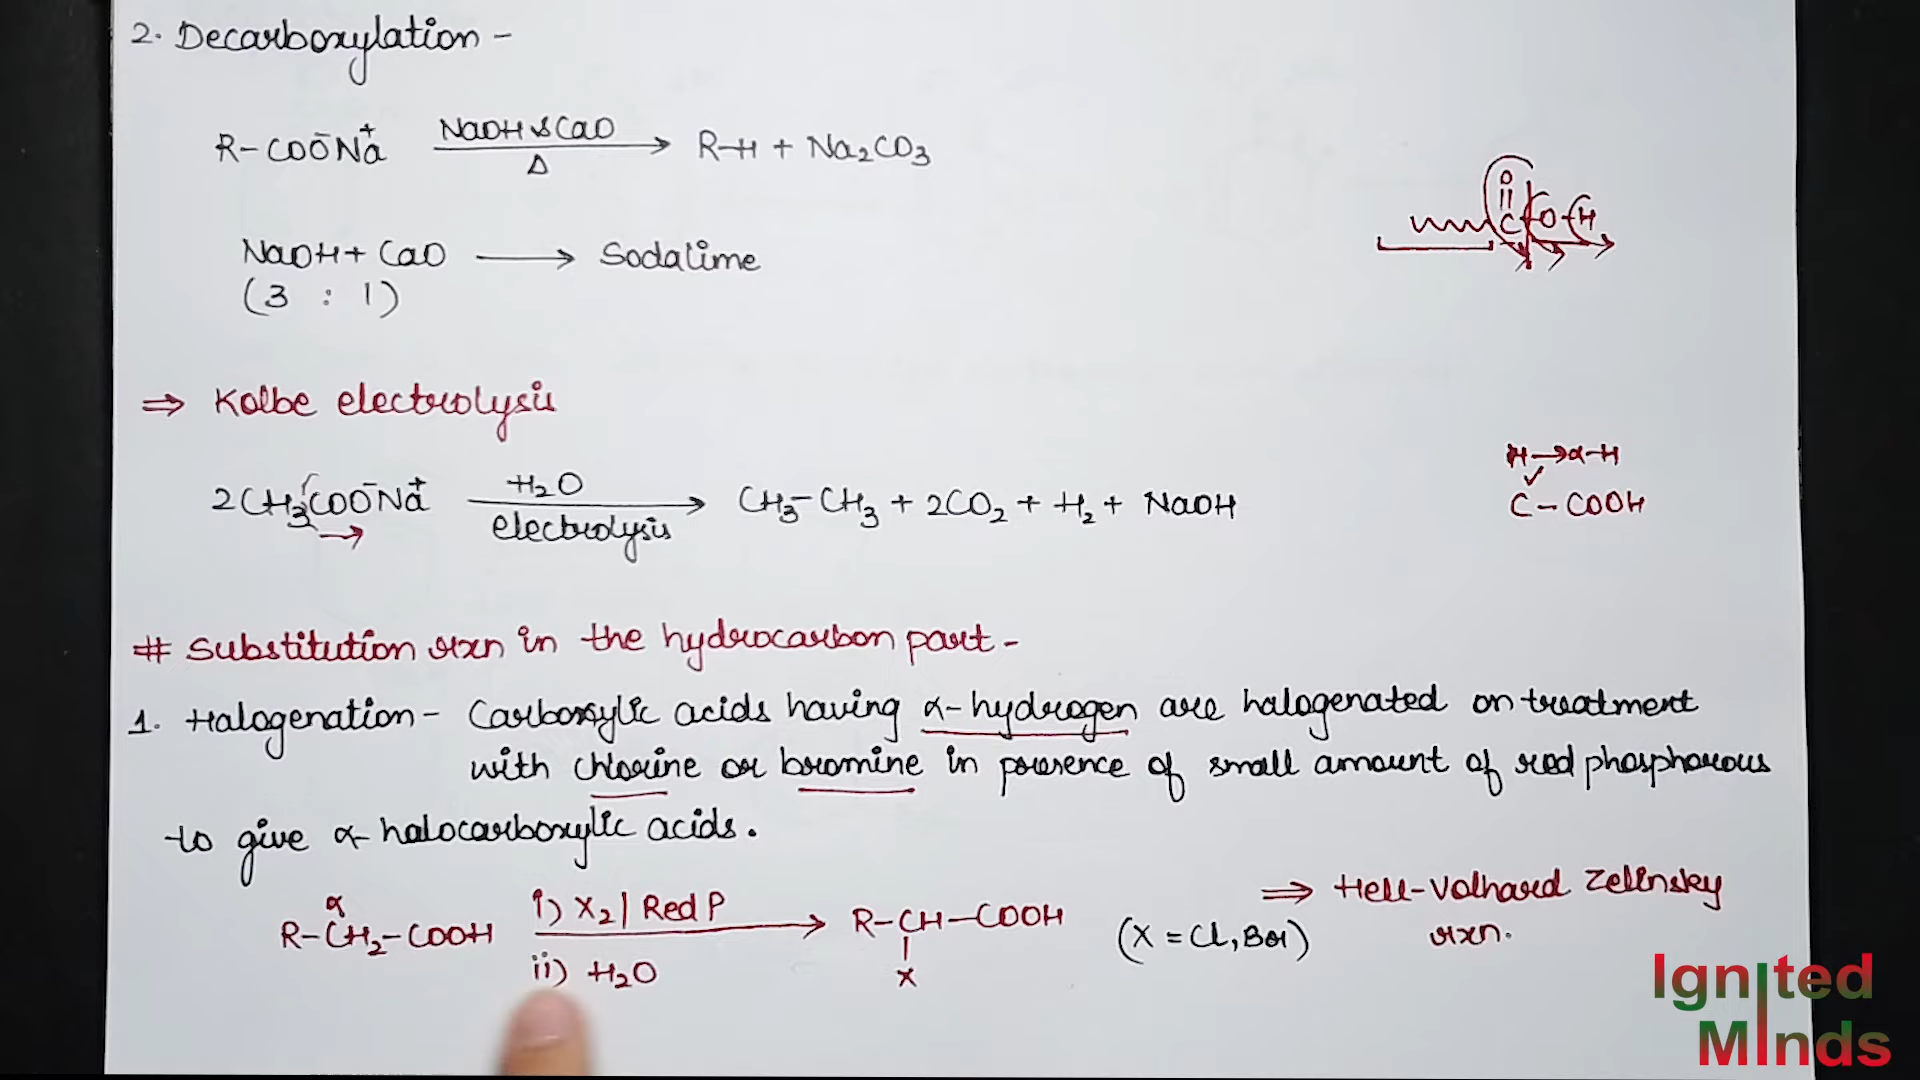 2. Decarboxylation -
R-COO⁻Na⁺ NaOH & CaO Δ → R-H + Na₂CO₃
O
C O H
NaOH + CaO → Sodalime
(3 : 1)
⇒ Kolbe electrolysis
H → α-H
✓
C - COOH
2CH₃COO⁻Na⁺ H₂O electrolysis → CH₃-CH₃ + 2CO₂ + H₂ + NaOH
# Substitution rxn in the hydrocarbon part -
1. Halogenation - Carboxylic acids having α-hydrogen are halogenated on treatment
with chlorine or bromine in presence of small amount of red phosphorous
to give α-halocarboxylic acids.
α
R-CH₂-COOH i) X₂ | Red P ii) H₂O → R-CH-COOH (X = Cl, Br)
X
⇒ Hell-Volhard Zelinsky
rxn.
Ignited
Minds